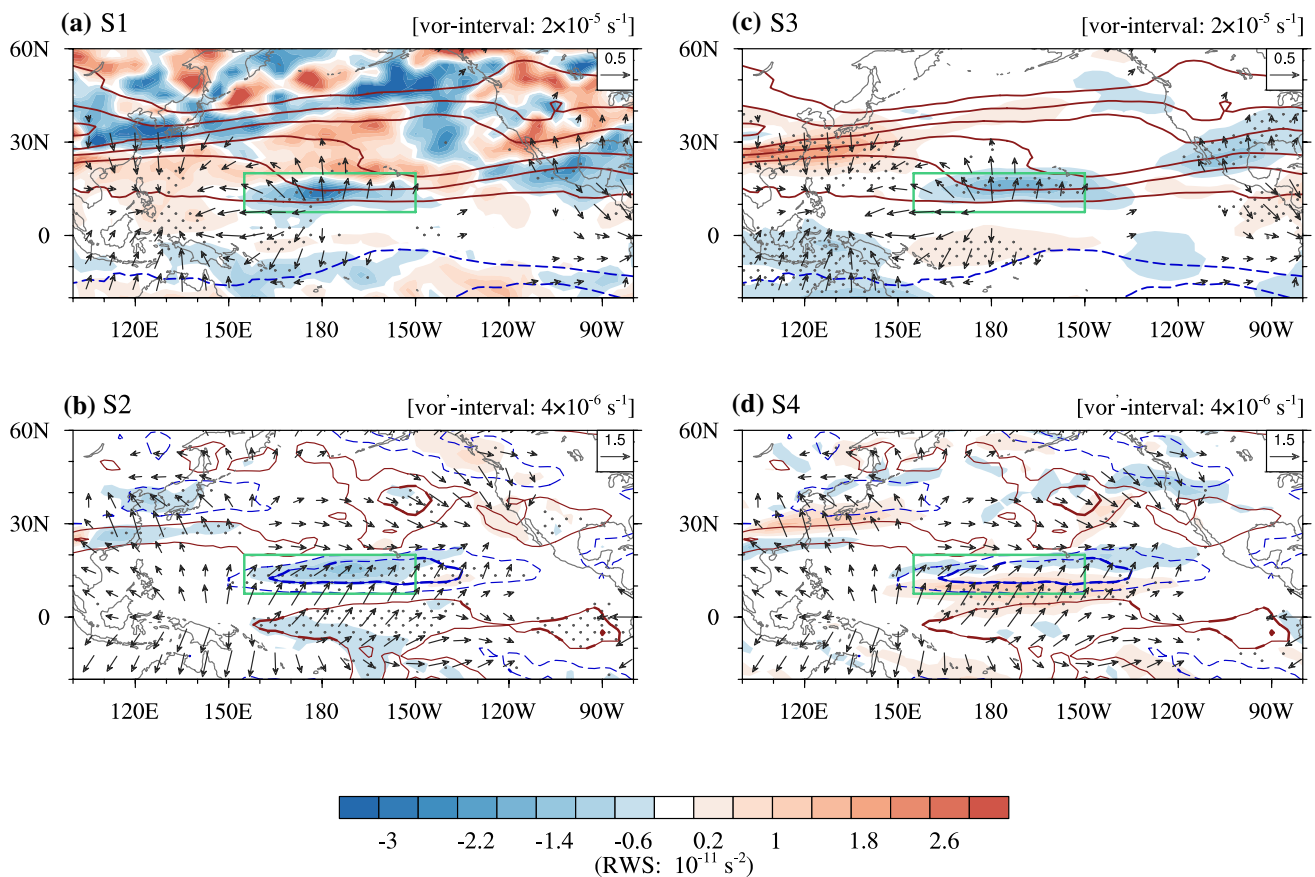 (a) S1 [vor-interval: 2×10⁻⁵ s⁻¹]
60N
0.5
30N
0
120E 150E 180 150W 120W 90W
(c) S3 [vor-interval: 2×10⁻⁵ s⁻¹]
60N
0.5
30N
0
120E 150E 180 150W 120W 90W
(b) S2 [vor'-interval: 4×10⁻⁶ s⁻¹]
60N
1.5
30N
0
120E 150E 180 150W 120W 90W
(d) S4 [vor'-interval: 4×10⁻⁶ s⁻¹]
60N
1.5
30N
0
120E 150E 180 150W 120W 90W
-3 -2.2 -1.4 -0.6 0.2 1 1.8 2.6
(RWS: 10⁻¹¹ s⁻²)